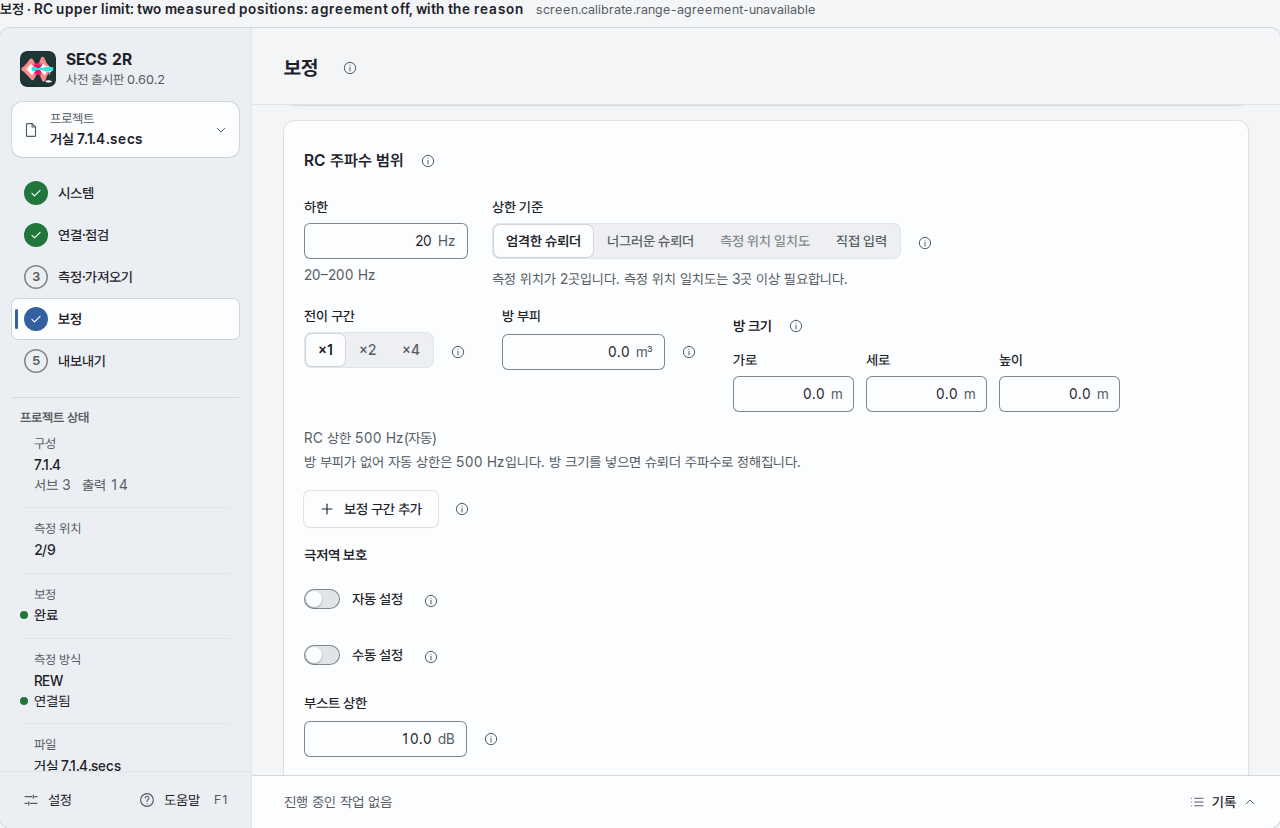 보정 · RC upper limit: two measured positions: agreement off, with the reason screen.calibrate.range-agreement-unavailable
SECS 2R
사전 출시판 0.60.2
프로젝트
거실 7.1.4.secs
시스템
연결·점검
3 측정·가져오기
보정
5 내보내기
프로젝트 상태
구성
7.1.4
서브 3 출력 14
측정 위치
2/9
보정
완료
측정 방식
REW
연결됨
파일
거실 7.1.4.secs
설정
도움말 F1
보정
RC 주파수 범위
하한
20 Hz
20–200 Hz
상한 기준
엄격한 슈뢰더 너그러운 슈뢰더 측정 위치 일치도 직접 입력
측정 위치가 2곳입니다. 측정 위치 일치도는 3곳 이상 필요합니다.
전이 구간
×1 ×2 ×4
방 부피
0.0 m³
방 크기
가로 세로 높이
0.0 m 0.0 m 0.0 m
RC 상한 500 Hz(자동)
방 부피가 없어 자동 상한은 500 Hz입니다. 방 크기를 넣으면 슈뢰더 주파수로 정해집니다.
보정 구간 추가
극저역 보호
자동 설정
수동 설정
부스트 상한
10.0 dB
진행 중인 작업 없음
기록